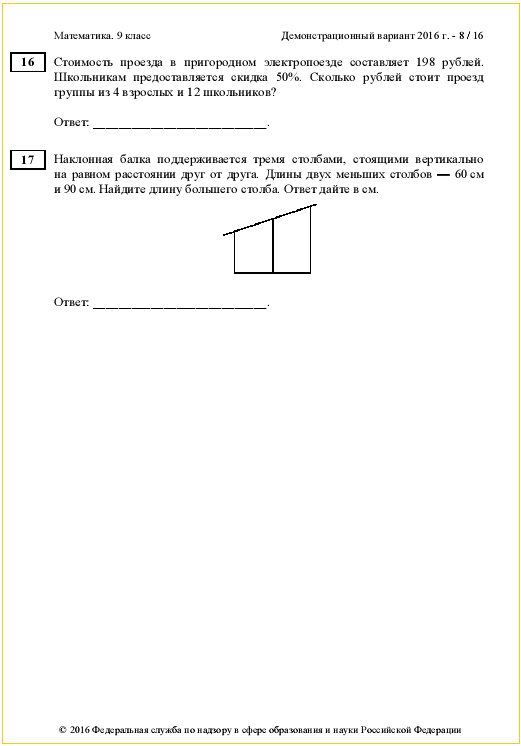 Математика. 9 класс Демонстрационный вариант 2016 г. - 8 / 16
16 Стоимость проезда в пригородном электропоезде составляет 198 рублей.
Школьникам предоставляется скидка 50%. Сколько рублей стоит проезд
группы из 4 взрослых и 12 школьников?
Ответ: ___________________________.
17 Наклонная балка поддерживается тремя столбами, стоящими вертикально
на равном расстоянии друг от друга. Длины двух меньших столбов — 60 см
и 90 см. Найдите длину большего столба. Ответ дайте в см.
Ответ: ___________________________.
© 2016 Федеральная служба по надзору в сфере образования и науки Российской Федерации